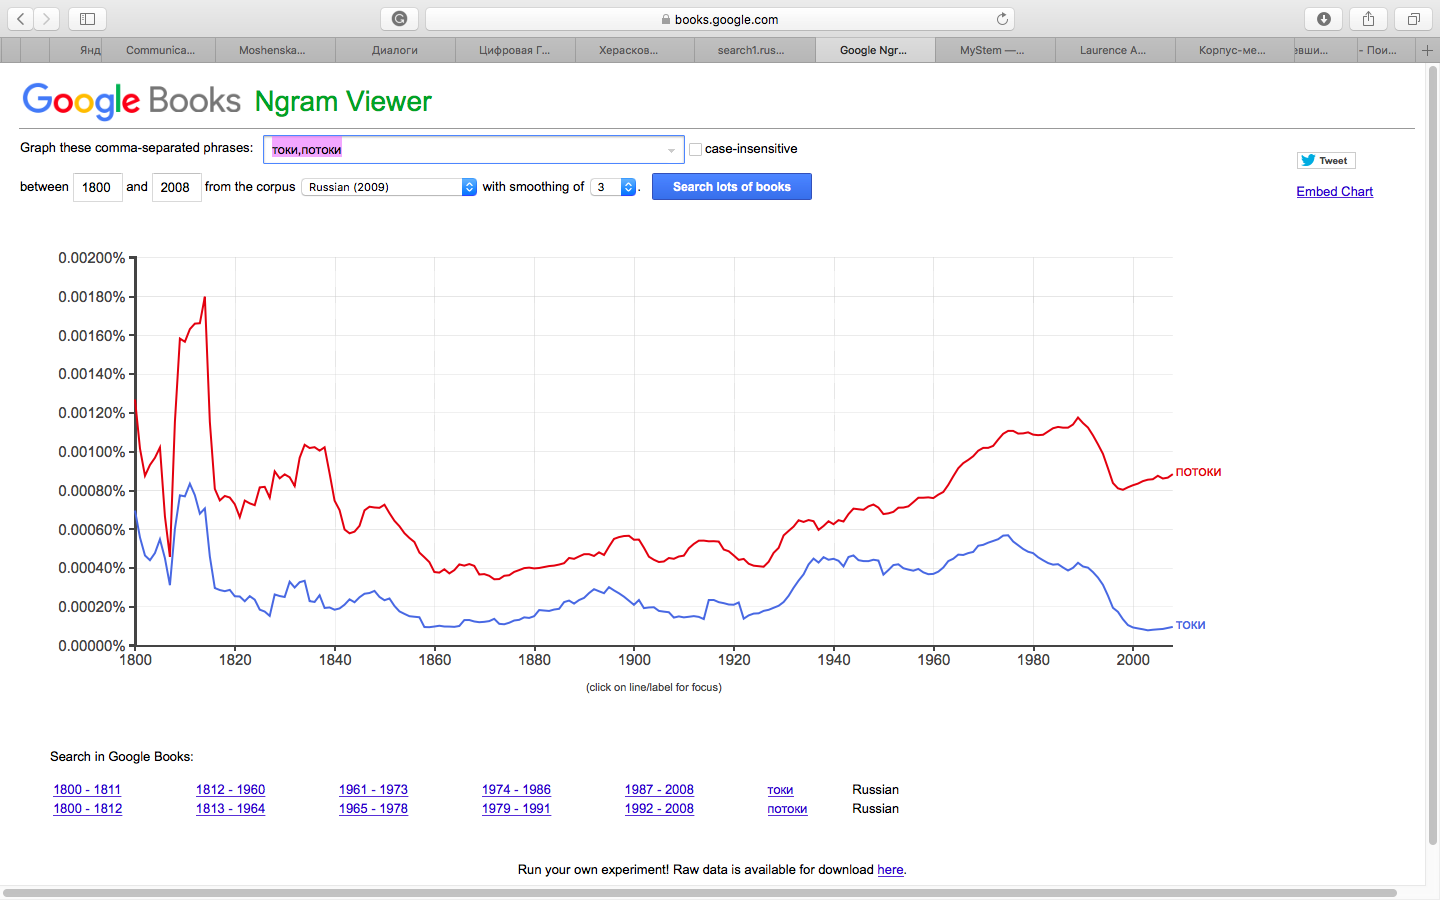 books.google.com
Янд Communica... Moshenska... Диалоги Цифровая Г... Херасков... search1.rus... Google Ngr... MyStem —... Laurence A... Корпус-ме... евши... - Пои...
Google Books Ngram Viewer
Graph these comma-separated phrases: токи,потоки case-insensitive
Tweet
between 1800 and 2008 from the corpus Russian (2009) with smoothing of 3 . Search lots of books
Embed Chart
0.00200%
0.00180%
0.00160%
0.00140%
0.00120%
0.00100%
0.00080%
0.00060%
0.00040%
0.00020%
0.00000%
потоки
токи
1800 1820 1840 1860 1880 1900 1920 1940 1960 1980 2000
(click on line/label for focus)
Search in Google Books:
1800 - 1811 1812 - 1960 1961 - 1973 1974 - 1986 1987 - 2008 токи Russian
1800 - 1812 1813 - 1964 1965 - 1978 1979 - 1991 1992 - 2008 потоки Russian
Run your own experiment! Raw data is available for download here.